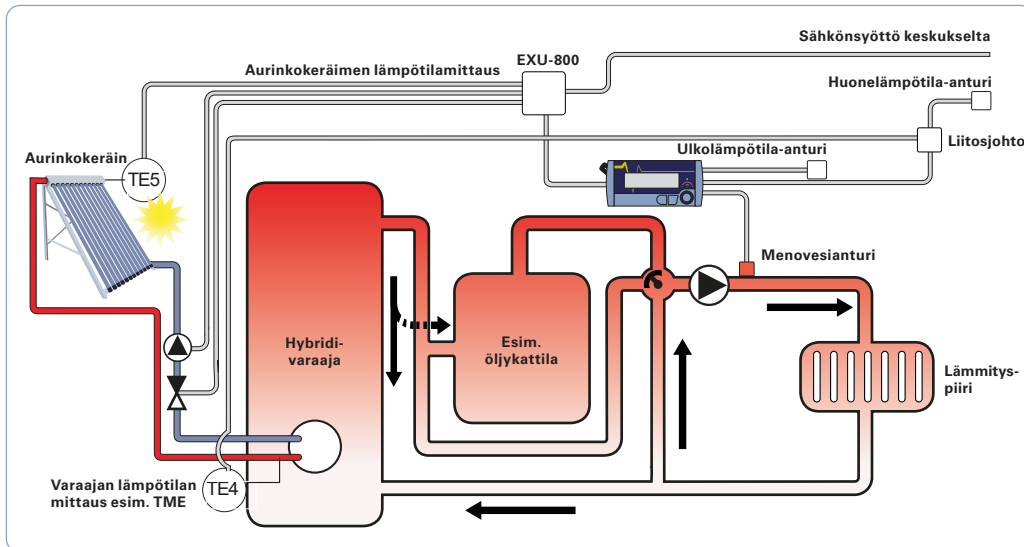 Sähkönsyöttö keskukselta
EXU-800
Aurinkokeräimen lämpötilamittaus
Huonelämpötila-anturi
Liitosjohto
Ulkolämpötila-anturi
Aurinkokeräin
TE5
Menovesianturi
Hybridi-
varaaja
Esim.
öljykattila
Lämmitys-
piiri
Varaajan lämpötilan
mittaus esim. TME
TE4